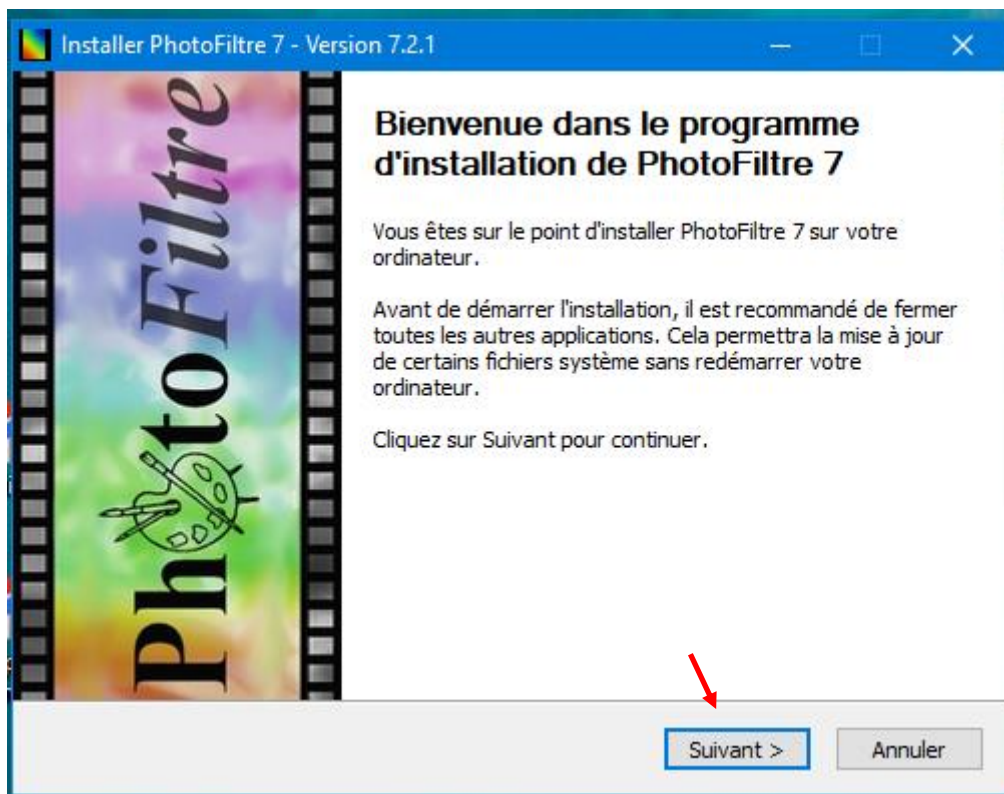 Installer PhotoFiltre 7 - Version 7.2.1
PhotoFiltre
Bienvenue dans le programme
d'installation de PhotoFiltre 7
Vous êtes sur le point d'installer PhotoFiltre 7 sur votre
ordinateur.
Avant de démarrer l'installation, il est recommandé de fermer
toutes les autres applications. Cela permettra la mise à jour
de certains fichiers système sans redémarrer votre
ordinateur.
Cliquez sur Suivant pour continuer.
Suivant >
Annuler